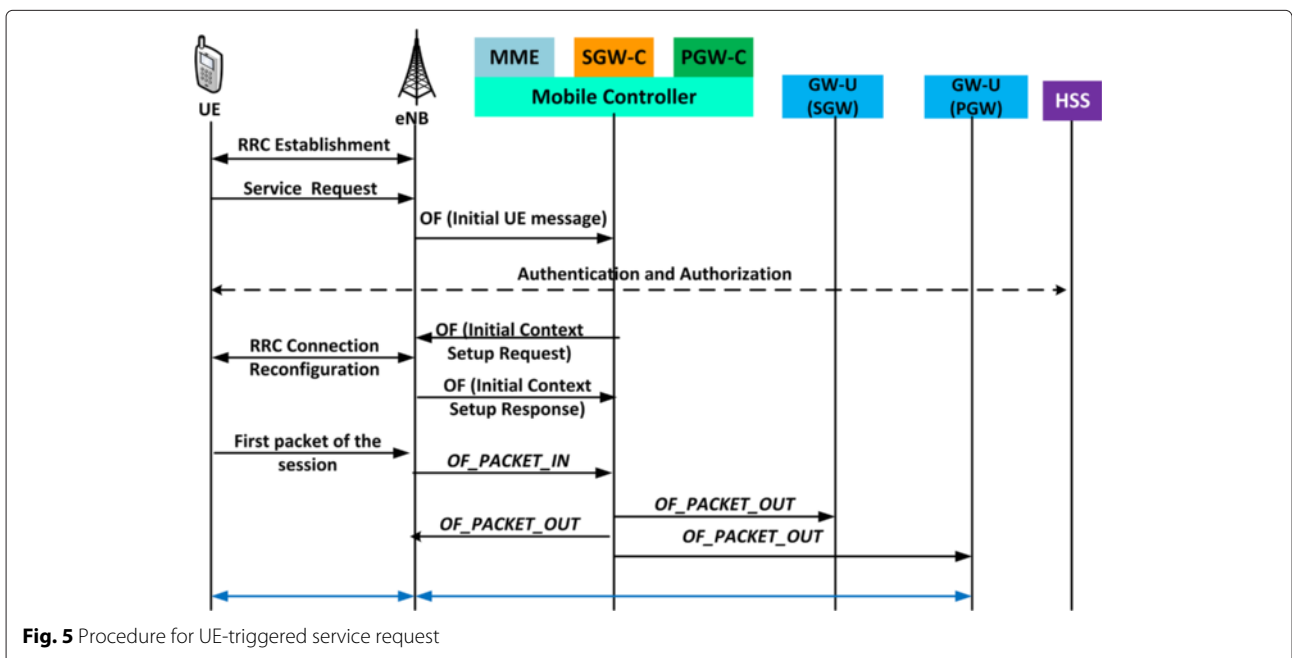 MME
SGW-C
PGW-C
Mobile Controller
GW-U
(SGW)
GW-U
(PGW)
HSS
UE
eNB
RRC Establishment
Service Request
OF (Initial UE message)
Authentication and Authorization
OF (Initial Context
Setup Request)
RRC Connection
Reconfiguration
OF (Initial Context
Setup Response)
First packet of the
session
OF_PACKET_IN
OF_PACKET_OUT
OF_PACKET_OUT
OF_PACKET_OUT
Fig. 5 Procedure for UE-triggered service request